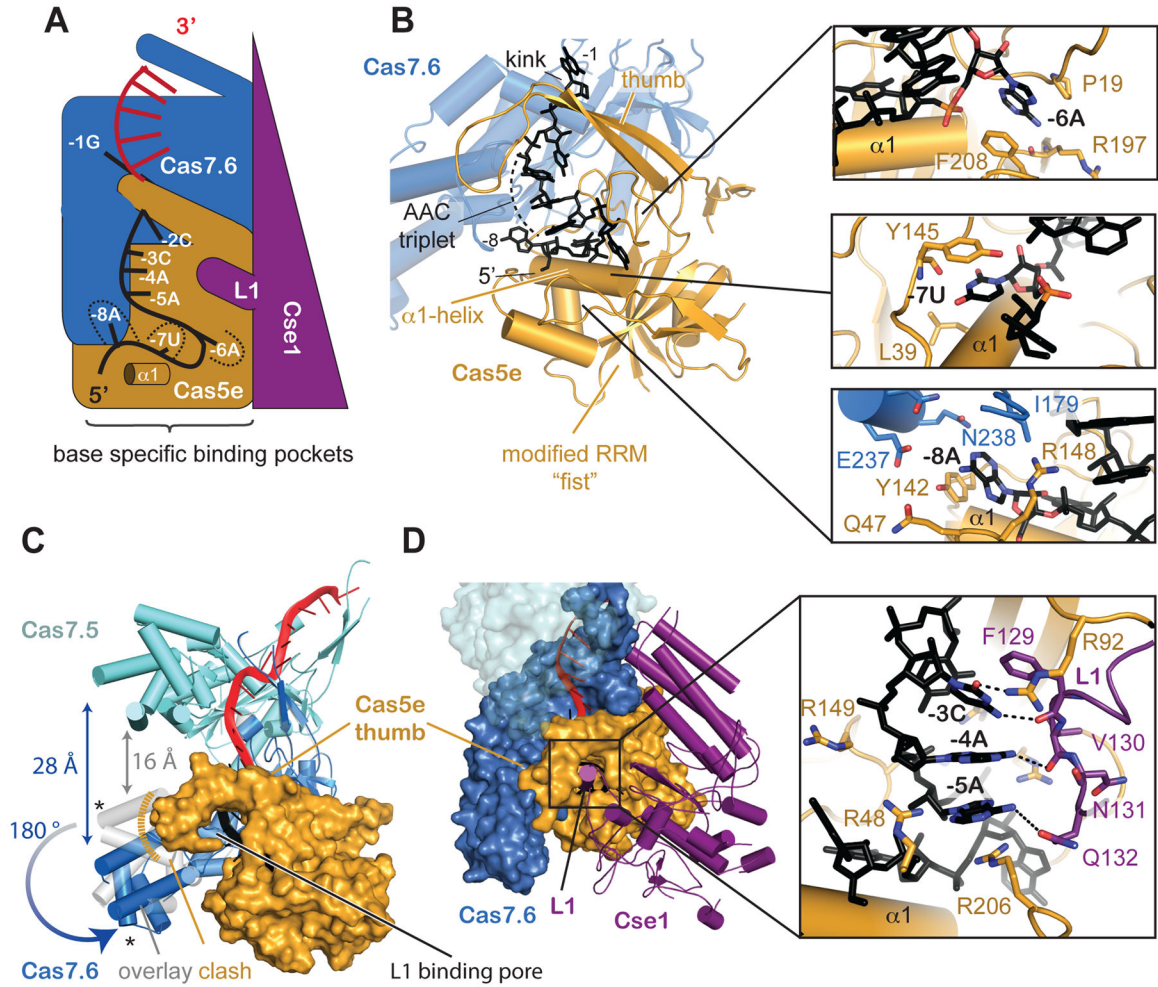 A
3'
-1G
Cas7.6
-2C
-3C
-4A
-5A
L1
Cse1
-8A
-7U
-6A
α1
5'
Cas5e
base specific binding pockets
B
kink
-1
Cas7.6
thumb
AAC
triplet
-8
5'
α1-helix
Cas5e
modified RRM
"fist"
P19
-6A
α1
R197
F208
Y145
-7U
L39
α1
I179
N238
E237
-8A
R148
Y142
α1
Q47
C
Cas7.5
Cas5e
thumb
28 Å
16 Å
*
180 °
*
Cas7.6
overlay clash
L1 binding pore
D
L1
Cas7.6
Cse1
F129
R92
L1
R149
-3C
-4A
V130
-5A
N131
R48
Q132
R206
α1